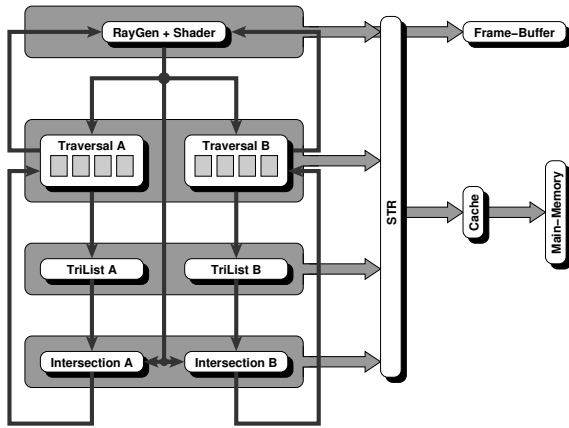 RayGen + Shader
Frame−Buffer
Traversal A
Traversal B
STR
Cache
Main−Memory
TriList A
TriList B
Intersection A
Intersection B